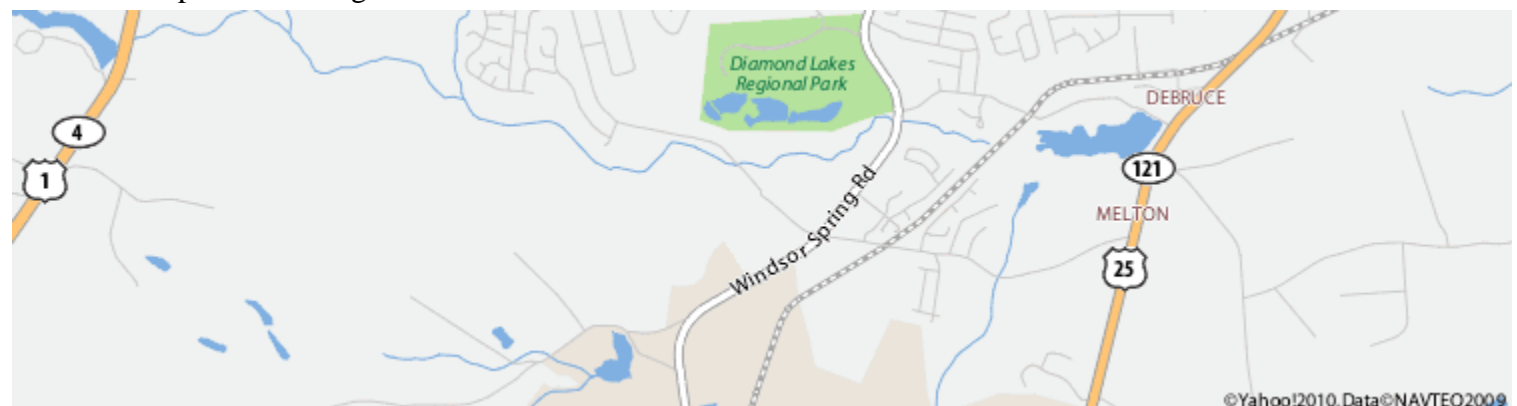 Diamond Lakes
Regional Park
DEBRUCE
4
1
121
Windsor Spring Rd
MELTON
25
©Yahoo!2010,Data©NAVTEQ2009